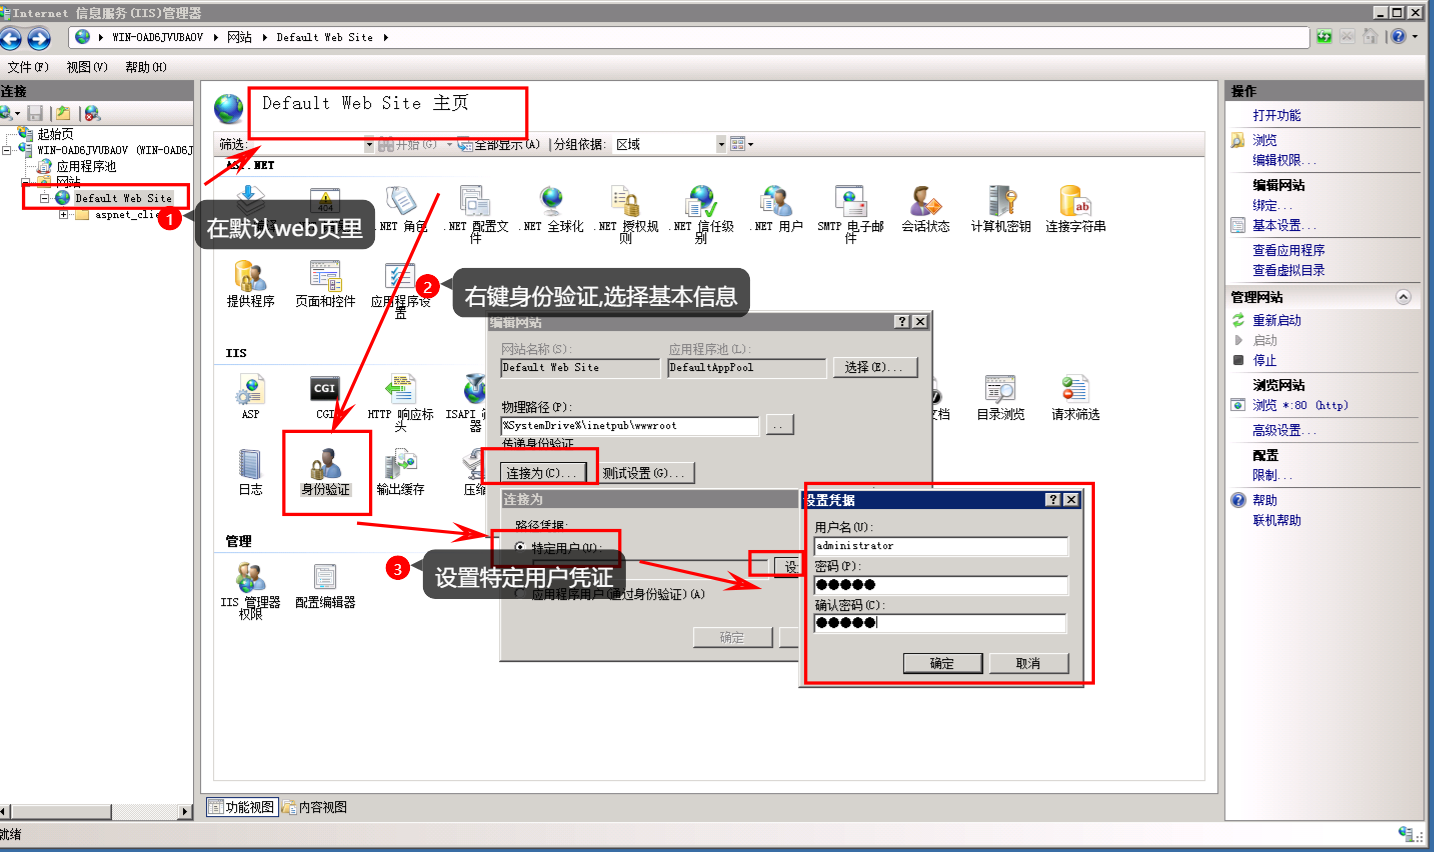 Internet 信息服务(IIS)管理器
WIN-OAD6JVUBAOV
网站
Default Web Site
文件(F)
视图(V)
帮助(H)
连接
起始页
WIN-OAD6JVUBAOV (WIN-OAD6J
应用程序池
网站
Default Web Site
aspnet_clie
1
在默认web页里
Default Web Site 主页
筛选:
开始(G)
全部显示(A)
分组依据:
区域
ASP.NET
404
.NET 角色
.NET 配置文件
.NET 全球化
.NET 授权规则
.NET 信任级别
.NET 用户
SMTP 电子邮件
会话状态
计算机密钥
ab
连接字符串
提供程序
页面和控件
应用程序设置
2
右键身份验证,选择基本信息
IIS
ASP
CGI
CGI
HTTP 响应标头
ISAPI 筛
器
文档
目录浏览
请求筛选
日志
身份验证
输出缓存
压缩
管理
IIS 管理器权限
配置编辑器
3
设置特定用户凭证
编辑网站
网站名称(S):
应用程序池(L):
Default Web Site
DefaultAppPool
选择(E)...
物理路径(P):
%SystemDrive%\inetpub\wwwroot
..
传递身份验证
连接为(C)...
测试设置(G)...
连接为
路径凭据:
特定用户(U):
设
应用程序用户(通过身份验证)(A)
确定
设置凭据
用户名(U):
administrator
密码(P):
●●●●●
确认密码(C):
●●●●●
确定
取消
操作
打开功能
浏览
编辑权限...
编辑网站
绑定...
基本设置...
查看应用程序
查看虚拟目录
管理网站
重新启动
启动
停止
浏览网站
浏览 *:80 (http)
高级设置...
配置
限制...
帮助
联机帮助
功能视图
内容视图
就绪